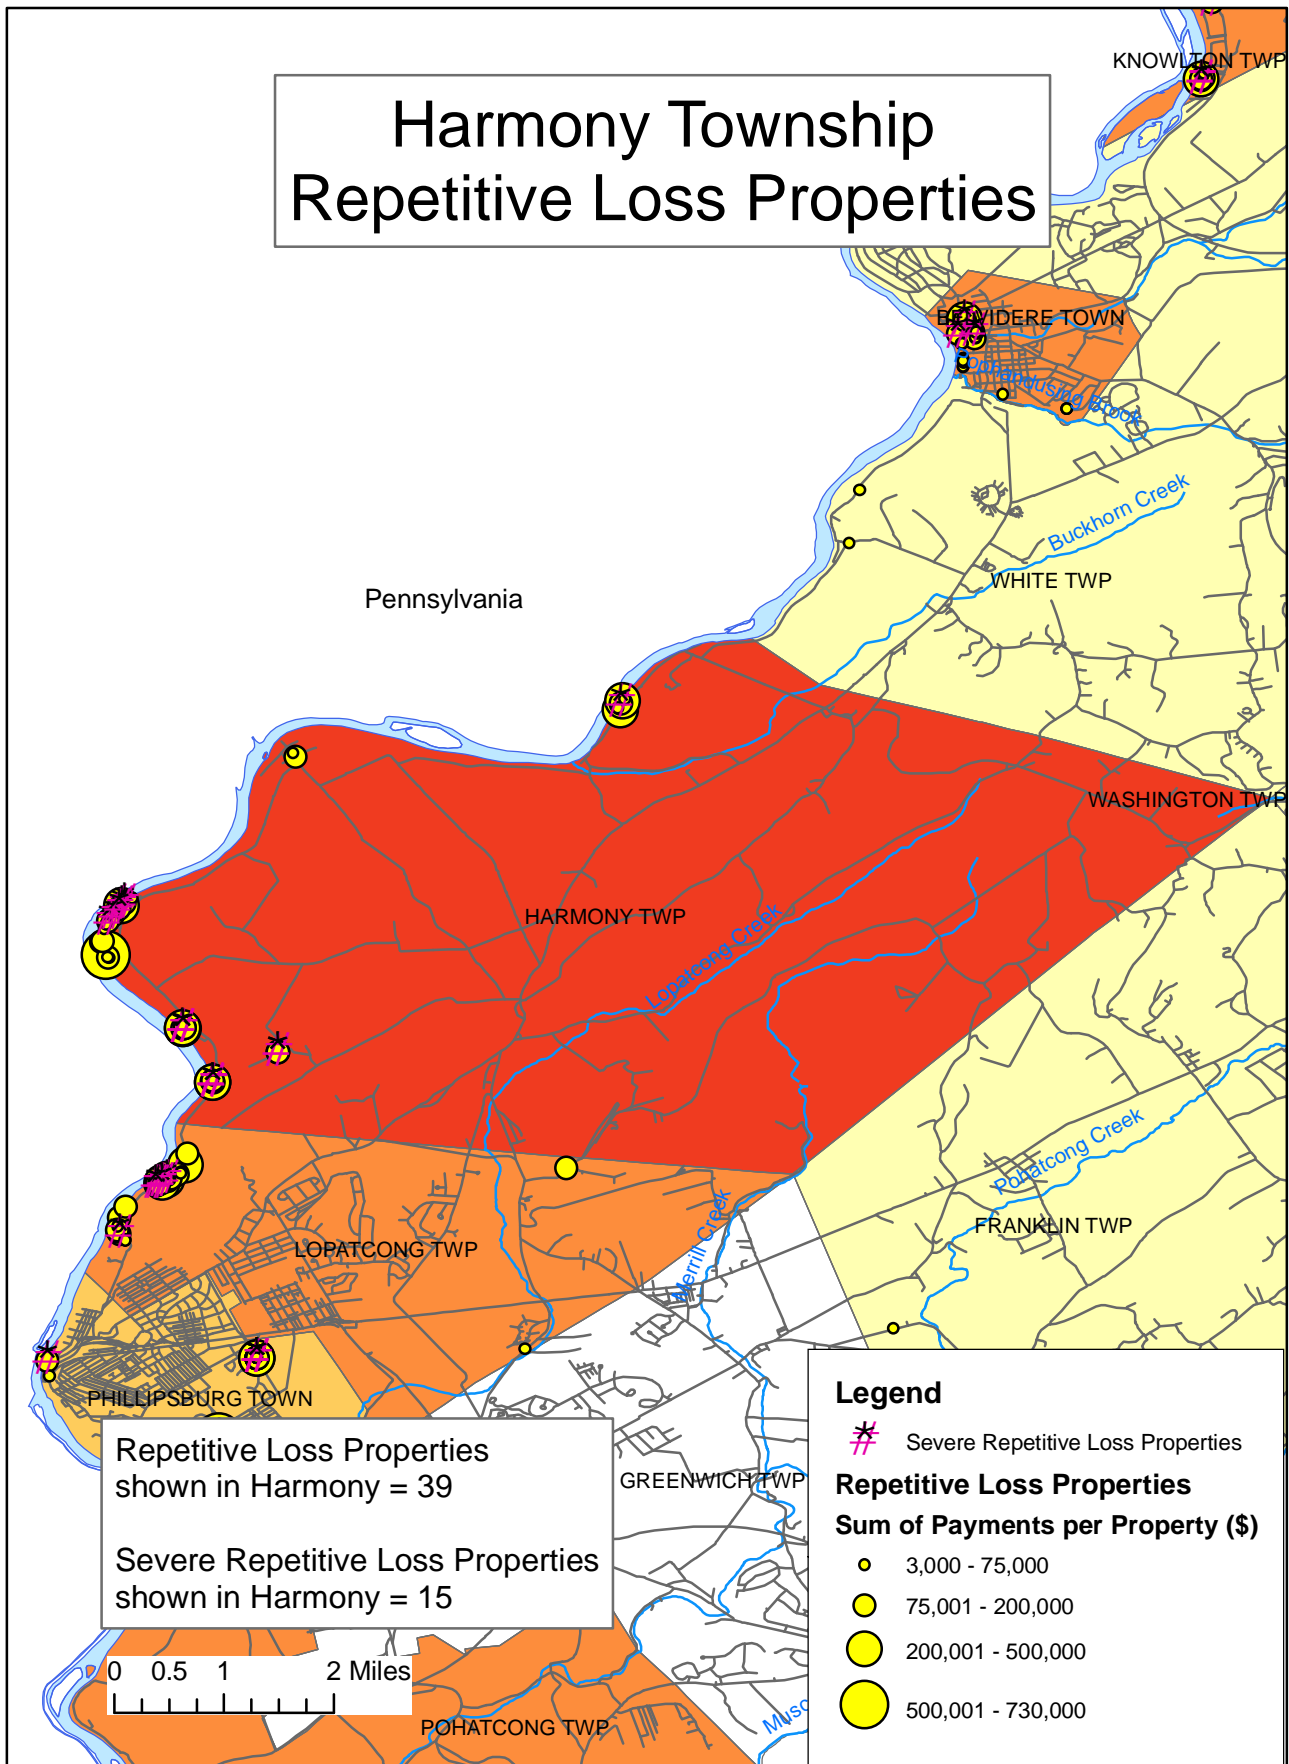 KNOWLTON TWP
Harmony Township
Repetitive Loss Properties
BELVIDERE TOWN
Pophandusing Brook
Buckhorn Creek
WHITE TWP
Pennsylvania
WASHINGTON TWP
HARMONY TWP
Lopatcong Creek
Pohatcong Creek
FRANKLIN TWP
LOPATCONG TWP
Merrill Creek
PHILLIPSBURG TOWN
GREENWICH TWP
Repetitive Loss Properties
shown in Harmony = 39
Severe Repetitive Loss Properties
shown in Harmony = 15
Legend
Severe Repetitive Loss Properties
Repetitive Loss Properties
Sum of Payments per Property ($)
3,000 - 75,000
75,001 - 200,000
200,001 - 500,000
500,001 - 730,000
0 0.5 1 2 Miles
POHATCONG TWP
Musc